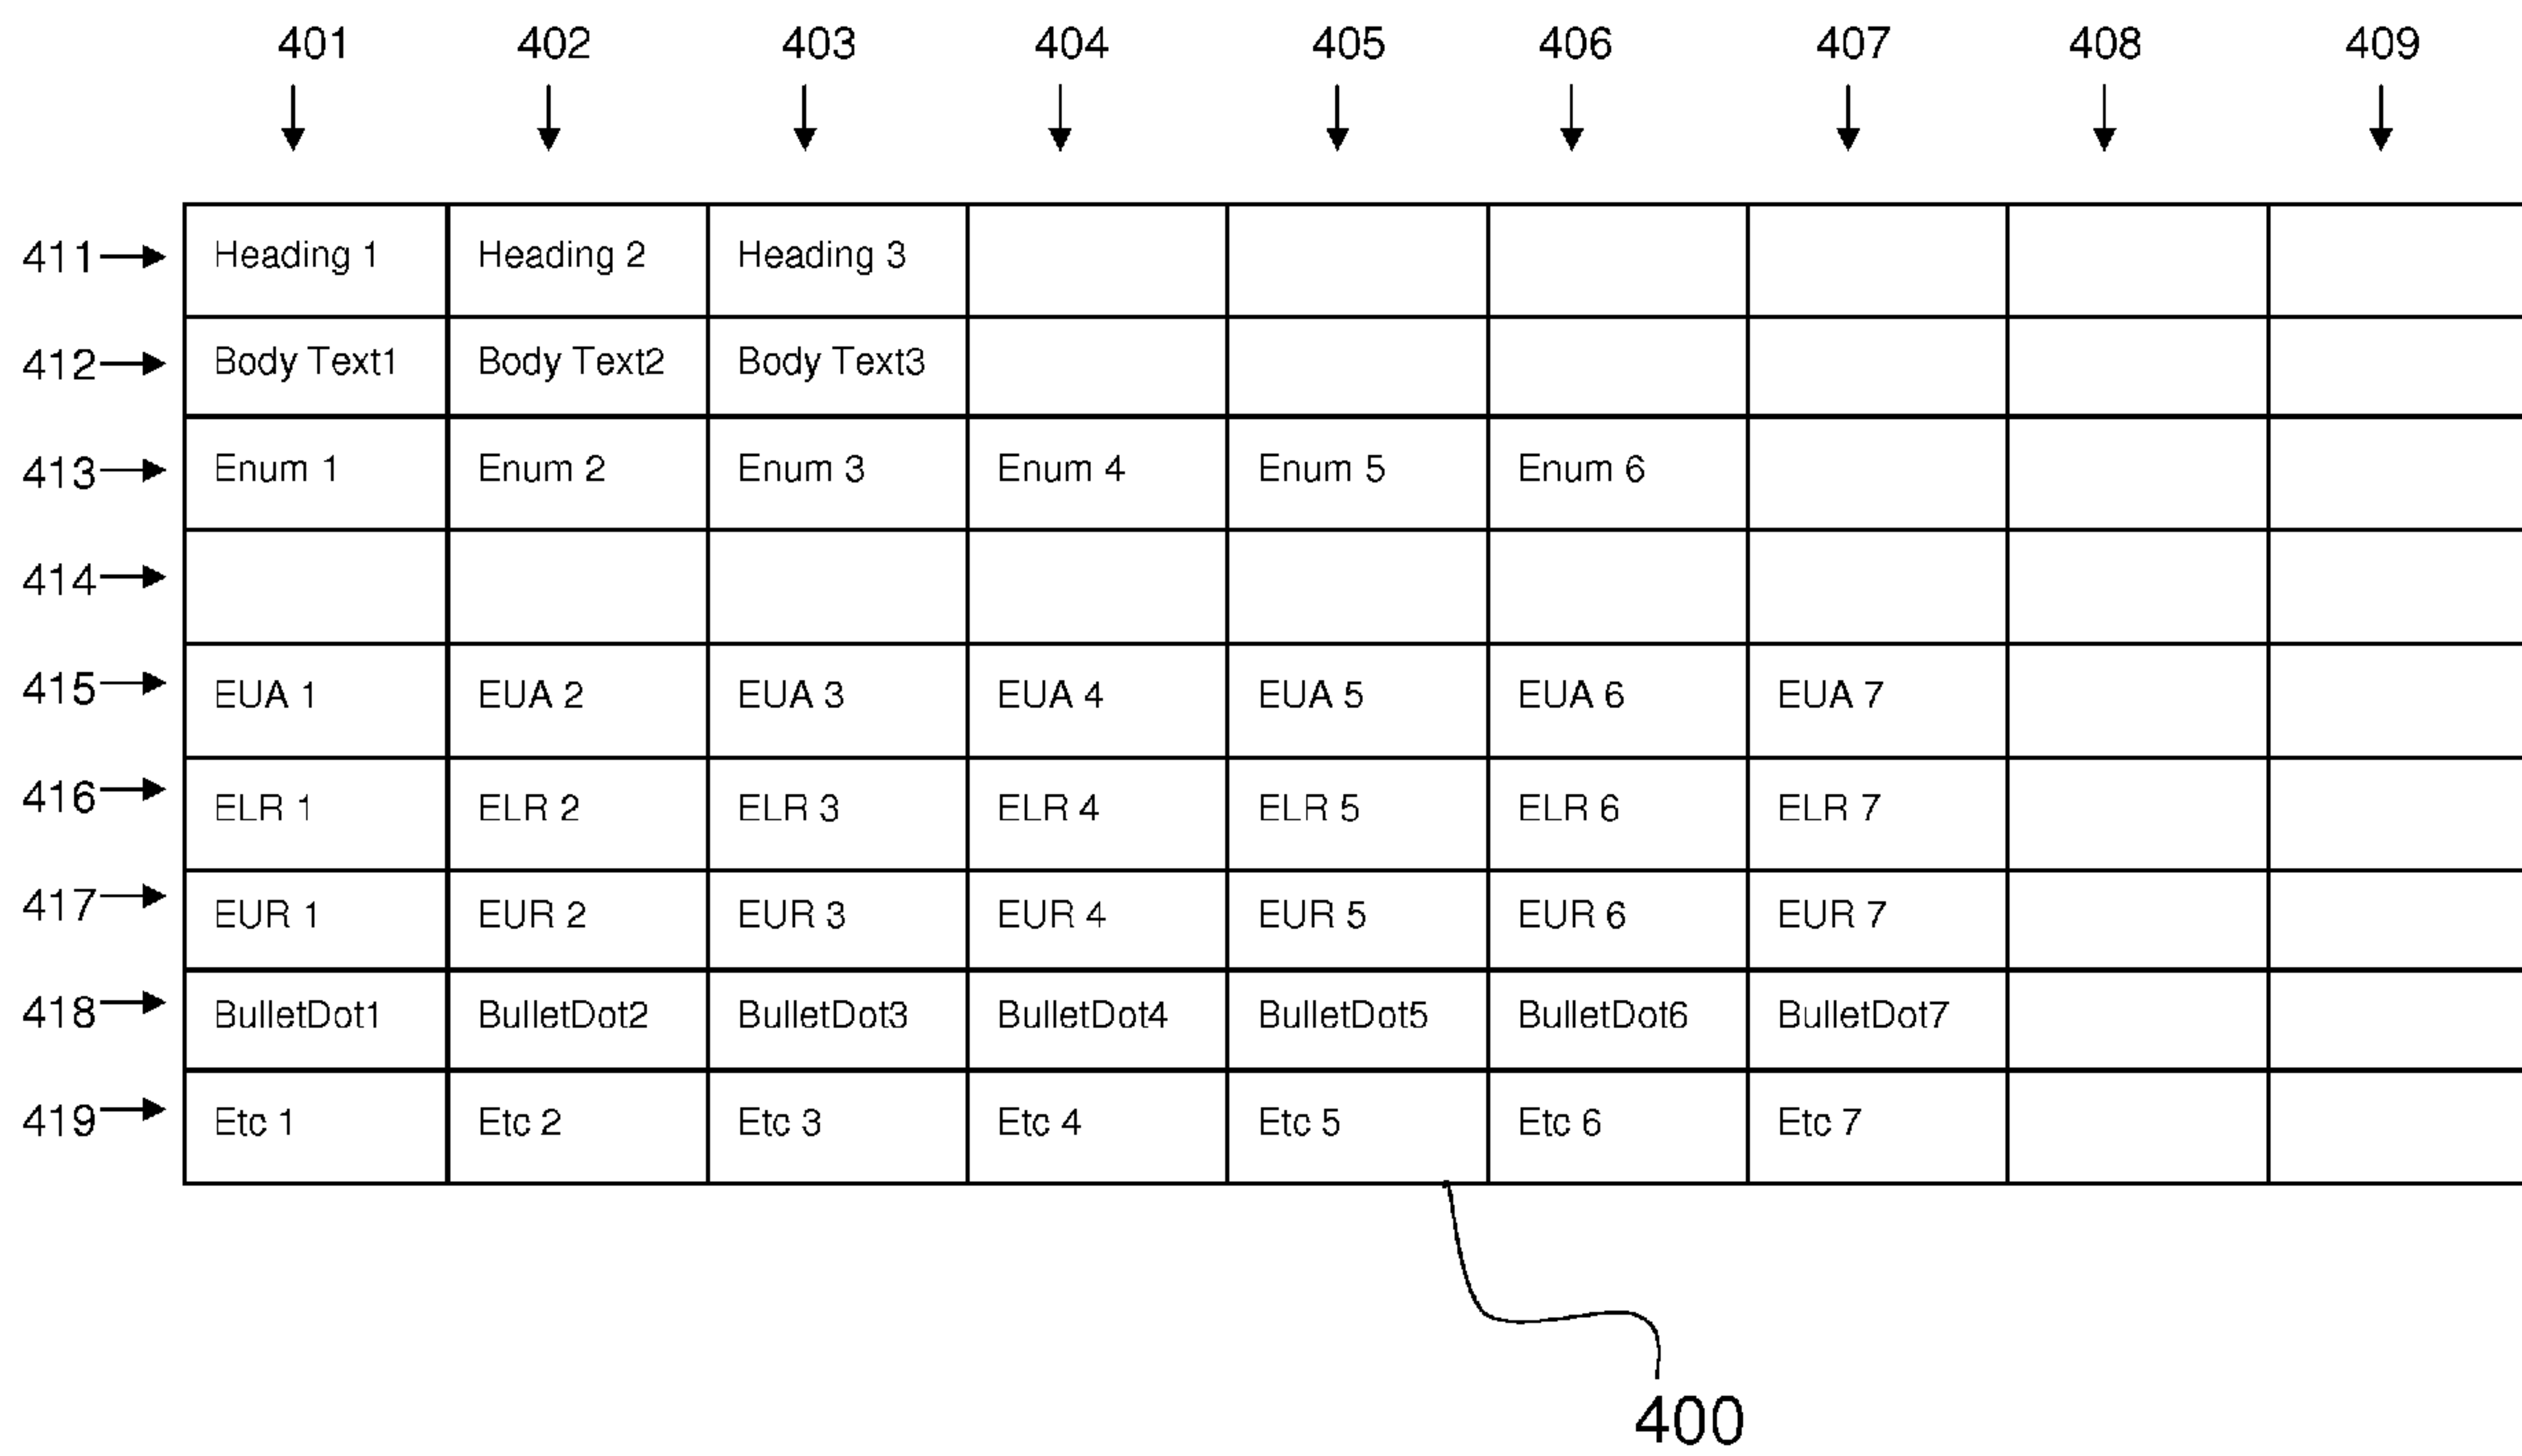 401 402 403 404 405 406 407 408 409
411 Heading 1 Heading 2 Heading 3
412 Body Text1 Body Text2 Body Text3
413 Enum 1 Enum 2 Enum 3 Enum 4 Enum 5 Enum 6
414
415 EUA 1 EUA 2 EUA 3 EUA 4 EUA 5 EUA 6 EUA 7
416 ELR 1 ELR 2 ELR 3 ELR 4 ELR 5 ELR 6 ELR 7
417 EUR 1 EUR 2 EUR 3 EUR 4 EUR 5 EUR 6 EUR 7
418 BulletDot1 BulletDot2 BulletDot3 BulletDot4 BulletDot5 BulletDot6 BulletDot7
419 Etc 1 Etc 2 Etc 3 Etc 4 Etc 5 Etc 6 Etc 7
400